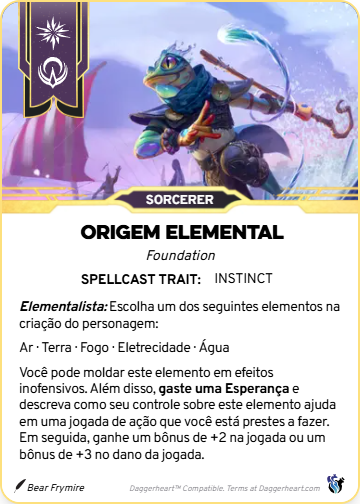 SORCERER
ORIGEM ELEMENTAL
Foundation
SPELLCAST TRAIT: INSTINCT
Elementalista: Escolha um dos seguintes elementos na
criação do personagem:
Ar · Terra · Fogo · Eletrecidade · Água
Você pode moldar este elemento em efeitos
inofensivos. Além disso, gaste uma Esperança e
descreva como seu controle sobre este elemento ajuda
em uma jogada de ação que você está prestes a fazer.
Em seguida, ganhe um bônus de +2 na jogada ou um
bônus de +3 no dano da jogada.
Bear Frymire
Daggerheart™ Compatible. Terms at Daggerheart.com